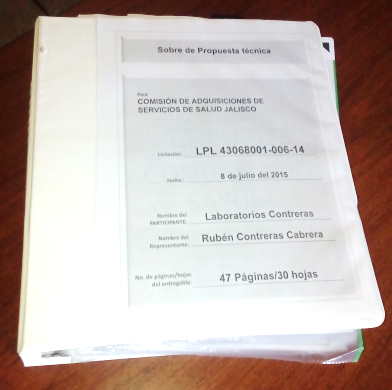 Sobre de Propuesta técnica
Para
COMISIÓN DE ADQUISICIONES DE
SERVICIOS DE SALUD JALISCO
Licitación: LPL 43068001-006-14
Fecha: 8 de julio del 2015
Nombre del
PARTICIPANTE: Laboratorios Contreras
Nombre del
Representante: Rubén Contreras Cabrera
No. de páginas/hojas
del entregable: 47 Páginas/30 hojas